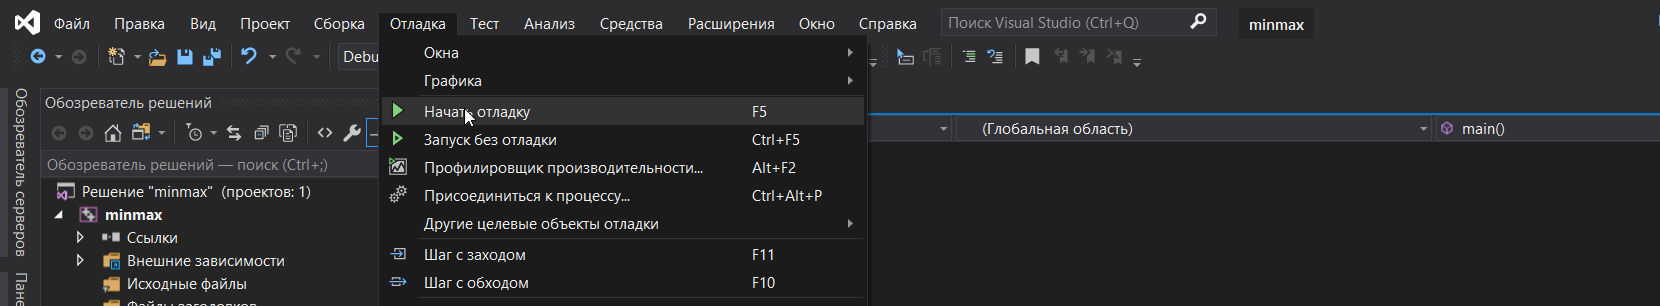 Файл Правка Вид Проект Сборка Отладка Тест Анализ Средства Расширения Окно Справка Поиск Visual Studio (Ctrl+Q) minmax
Debu
Окна
Графика
Начать отладку F5
Запуск без отладки Ctrl+F5
Профилировщик производительности... Alt+F2
Присоединиться к процессу... Ctrl+Alt+P
Другие целевые объекты отладки
Шаг с заходом F11
Шаг с обходом F10
Обозреватель серверов
Пане
Обозреватель решений
Обозреватель решений — поиск (Ctrl+;)
Решение "minmax" (проектов: 1)
minmax
Ссылки
Внешние зависимости
Исходные файлы
Файлы заголовков
(Глобальная область) main()